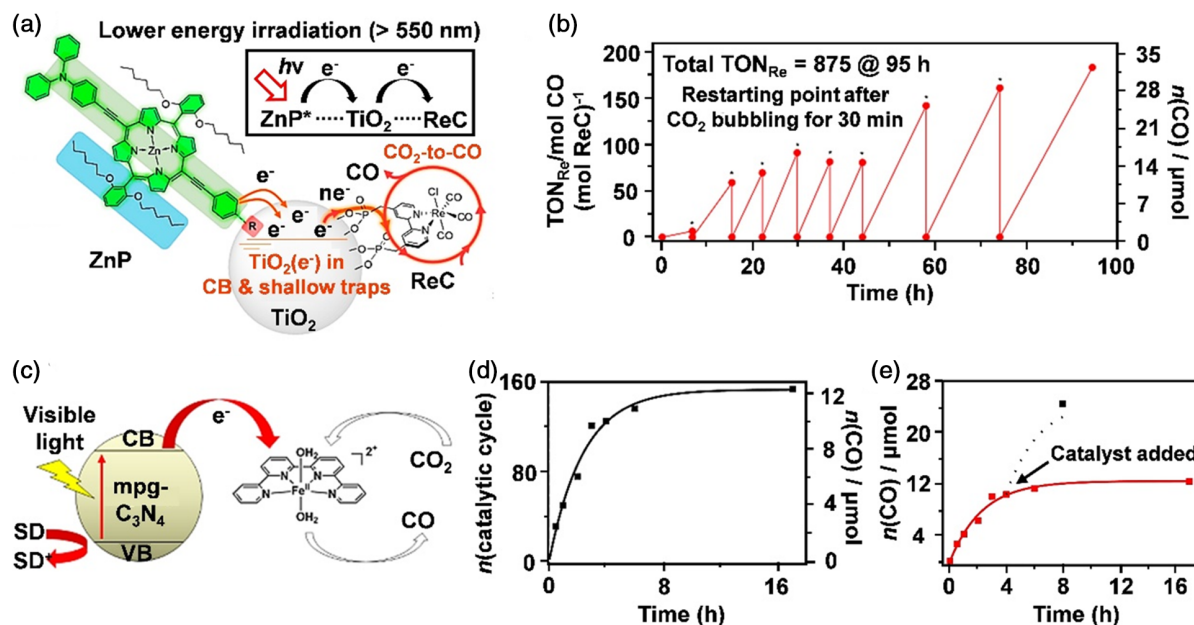 (a)
Lower energy irradiation (> 550 nm)
hν
e-
e-
ZnP* ······ TiO2 ····· ReC
N
N
N
Zn
N
N
O
O
O
O
ZnP
R
e-
e-
e-
e-
ne-
TiO2(e-) in
CB & shallow traps
TiO2
CO2-to-CO
CO
Cl
Re
CO
CO
CO
N
N
P
P
ReC
(b)
Total TONRe = 875 @ 95 h
Restarting point after
CO2 bubbling for 30 min
TONRe/mol CO
(mol ReC)-1
200
150
100
50
0
35
28
21
14
7
0
n(CO) / μmol
0
20
40
60
80
100
Time (h)
(c)
Visible
light
CB
mpg-
C3N4
VB
SD
SD+
e-
OH2
2+
N
N
FeII
N
N
OH2
CO2
CO
(d)
n(catalytic cycle)
160
80
0
12
8
4
0
n(CO) / μmol
0
4
8
12
16
Time (h)
(e)
n(CO) / μmol
28
20
12
4
Catalyst added
0
4
8
12
16
Time (h)